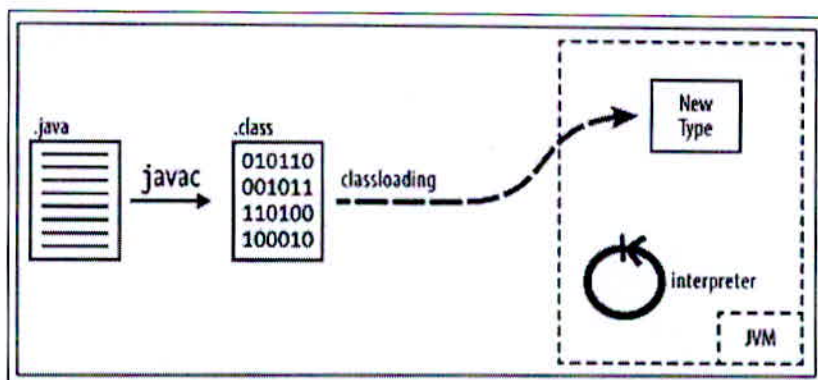 .java
javac
.class
010110
001011
110100
100010
classloading
New
Type
interpreter
JVM